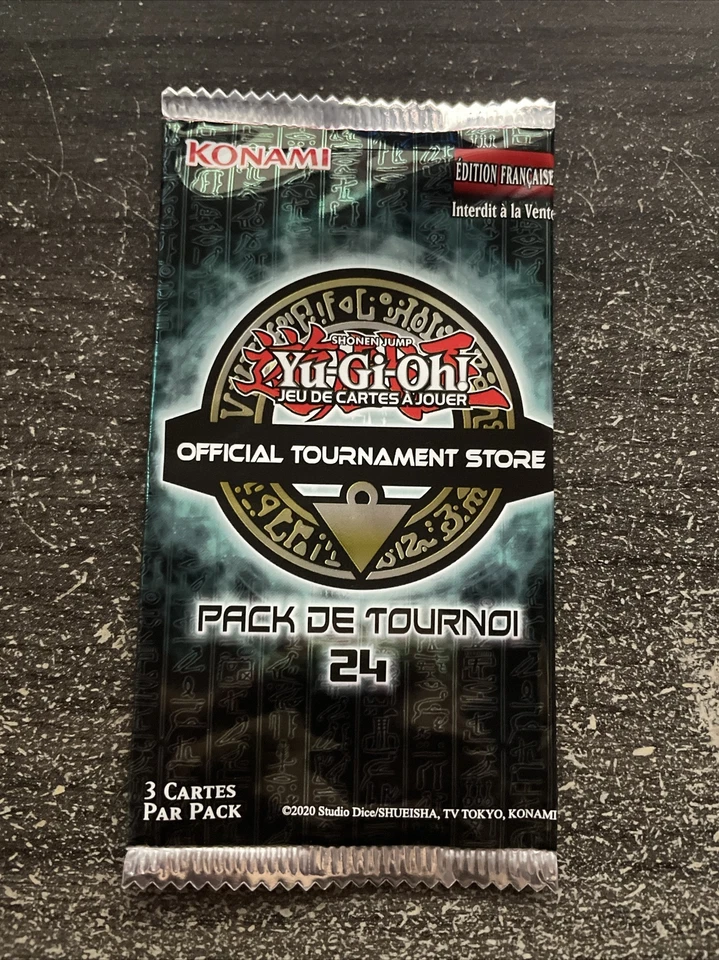 KONAMI
ÉDITION FRANÇAISE
Interdit à la Vente
SHONEN JUMP
Yu-Gi-Oh!
JEU DE CARTES À JOUER
OFFICIAL TOURNAMENT STORE
PACK DE TOURNOI
24
3 CARTES
PAR PACK
©2020 Studio Dice/SHUEISHA, TV TOKYO, KONAMI